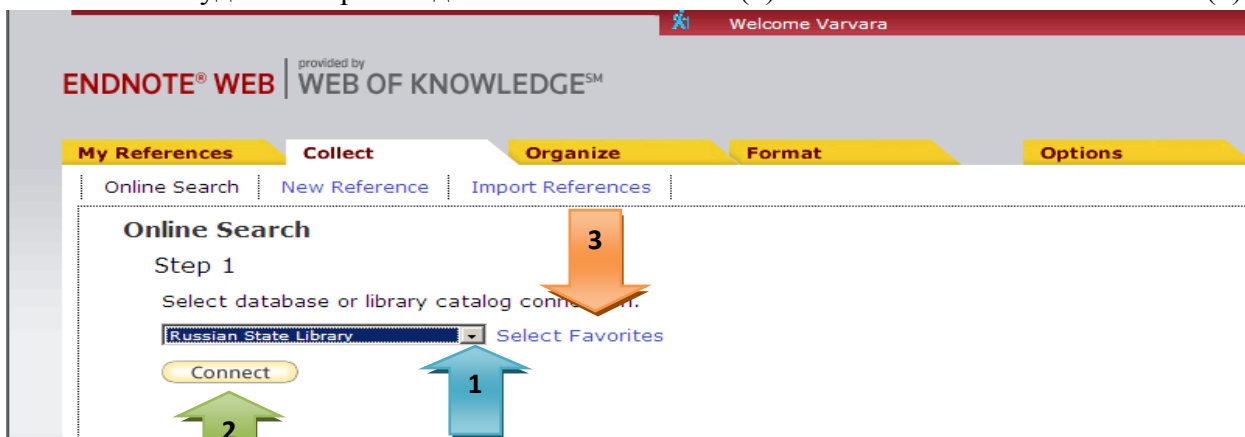 Welcome Varvara
ENDNOTE® WEB provided by WEB OF KNOWLEDGE℠
My References Collect Organize Format Options
Online Search New Reference Import References
Online Search
3
Step 1
Select database or library catalog
Russian State Library Select Favorites
Connect
1
2